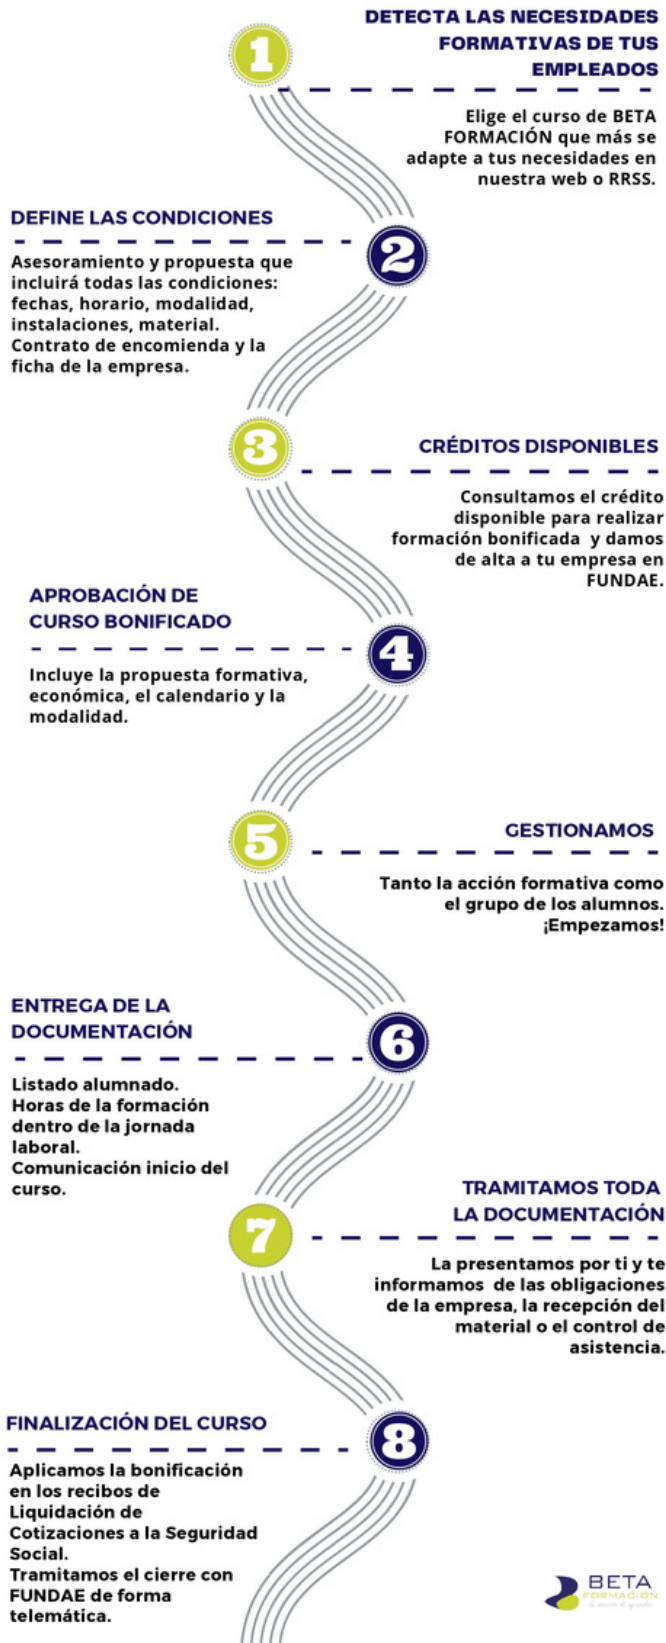 DETECTA LAS NECESIDADES
FORMATIVAS DE TUS
EMPLEADOS
1
Elige el curso de BETA
FORMACIÓN que más se
adapte a tus necesidades en
nuestra web o RRSS.
DEFINE LAS CONDICIONES
2
Asesoramiento y propuesta que
incluirá todas las condiciones:
fechas, horario, modalidad,
instalaciones, material.
Contrato de encomienda y la
ficha de la empresa.
3
CRÉDITOS DISPONIBLES
Consultamos el crédito
disponible para realizar
formación bonificada y damos
de alta a tu empresa en
FUNDAE.
APROBACIÓN DE
CURSO BONIFICADO
4
Incluye la propuesta formativa,
económica, el calendario y la
modalidad.
5
GESTIONAMOS
Tanto la acción formativa como
el grupo de los alumnos.
¡Empezamos!
ENTREGA DE LA
DOCUMENTACIÓN
6
Listado alumnado.
Horas de la formación
dentro de la jornada
laboral.
Comunicación inicio del
curso.
TRAMITAMOS TODA
LA DOCUMENTACIÓN
7
La presentamos por ti y te
informamos de las obligaciones
de la empresa, la recepción del
material o el control de
asistencia.
FINALIZACIÓN DEL CURSO
8
Aplicamos la bonificación
en los recibos de
Liquidación de
Cotizaciones a la Seguridad
Social.
Tramitamos el cierre con
FUNDAE de forma
telemática.
BETA
FORMACIÓN